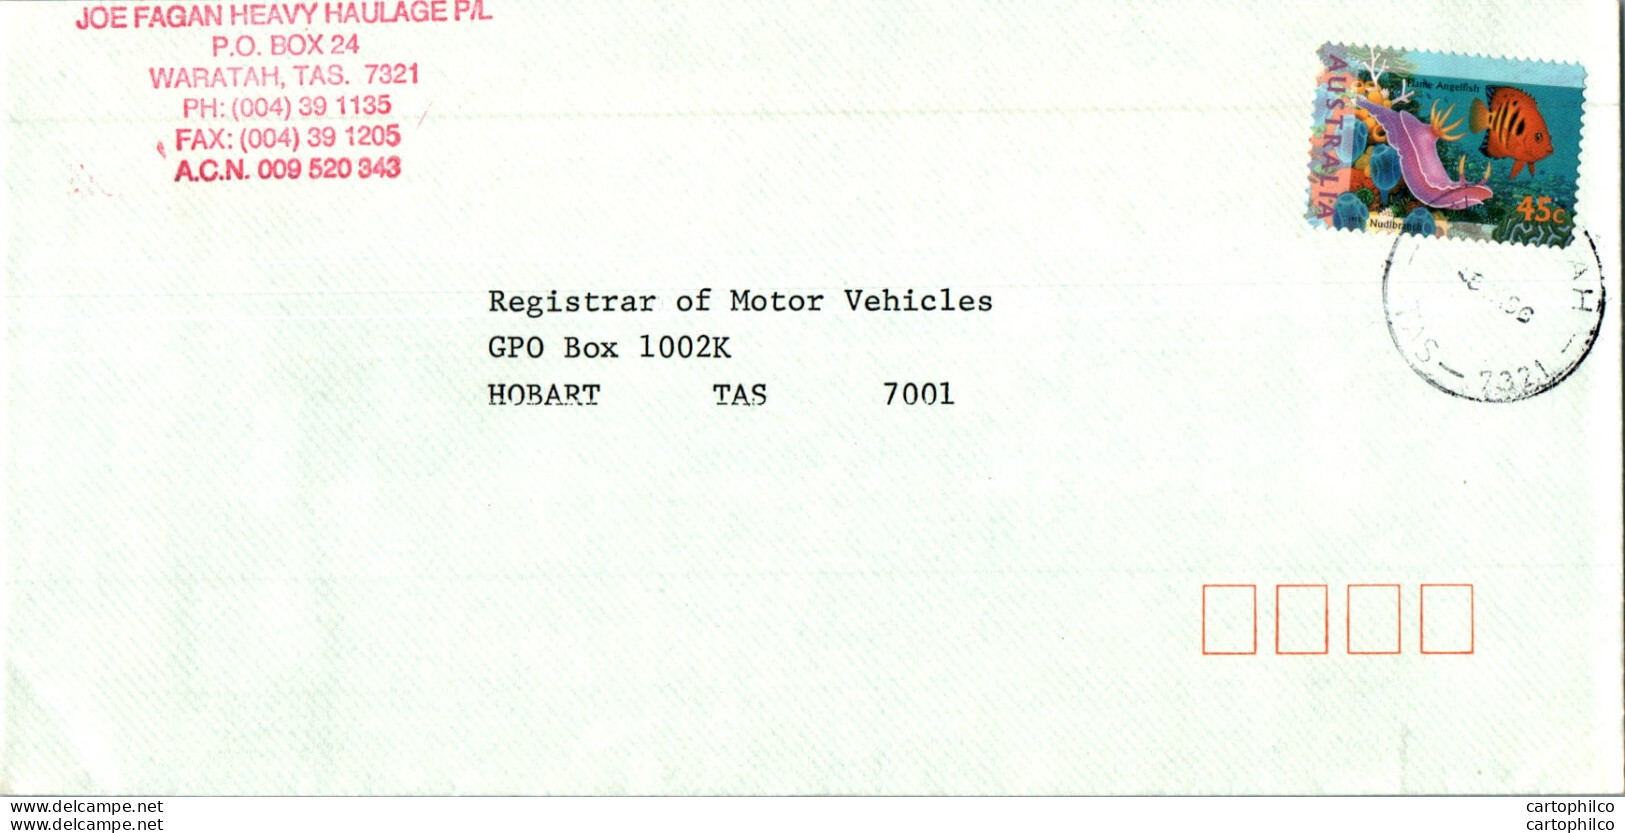 JOE FAGAN HEAVY HAULAGE P/L
P.O. BOX 24
WARATAH, TAS. 7321
PH: (004) 39 1135
FAX: (004) 39 1205
A.C.N. 009 520 343
AUSTRALIA
Flame Angelfish
45c
Nudibranch
AH
TAS
7321
Registrar of Motor Vehicles
GPO Box 1002K
HOBART TAS 7001
www.delcampe.net
www.delcampe.net
cartophilco
cartophilco